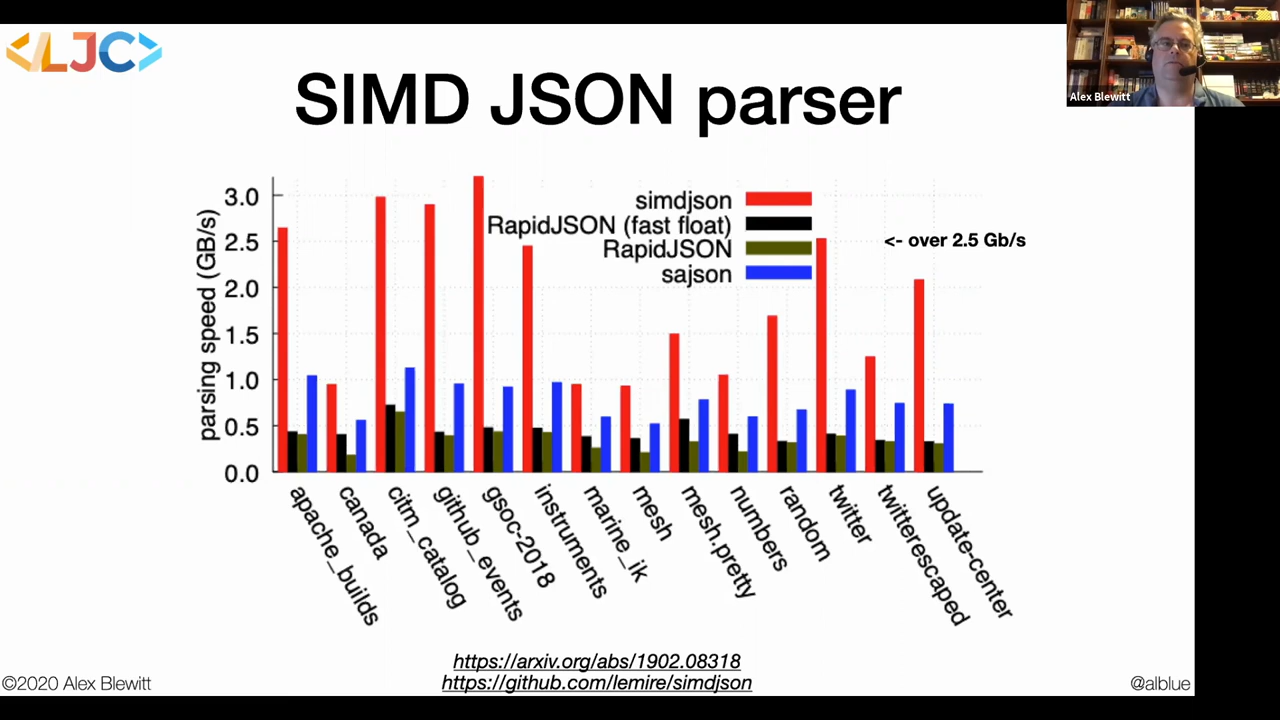 <LJC>
Alex Blewitt
SIMD JSON parser
parsing speed (GB/s)
3.0
2.5
2.0
1.5
1.0
0.5
0.0
simdjson
RapidJSON (fast float)
RapidJSON
sajson
<- over 2.5 Gb/s
apache_builds
canada
citm_catalog
github_events
gsoc-2018
instruments
marine_ik
mesh
mesh.pretty
numbers
random
twitter
twitterescaped
update-center
https://arxiv.org/abs/1902.08318
https://github.com/lemire/simdjson
©2020 Alex Blewitt
@alblue